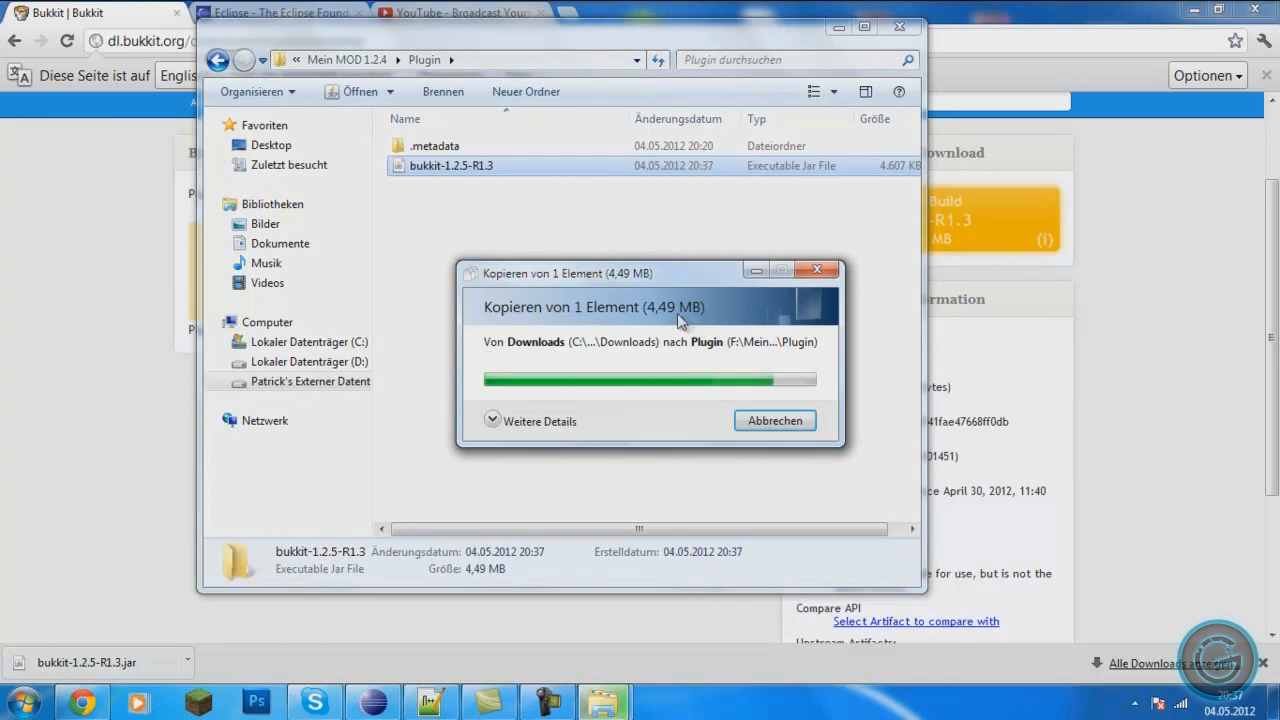 Bukkit | Bukkit
Eclipse - The Eclipse Found
YouTube - Broadcast Yours
dl.bukkit.org/d
Diese Seite ist auf Englis
Optionen
« Mein MOD 1.2.4 Plugin
Plugin durchsuchen
Organisieren Öffnen Brennen Neuer Ordner
Name Änderungsdatum Typ Größe
.metadata 04.05.2012 20:20 Dateiordner
bukkit-1.2.5-R1.3 04.05.2012 20:37 Executable Jar File 4.607 KB
Favoriten
Desktop
Zuletzt besucht
Bibliotheken
Bilder
Dokumente
Musik
Videos
Computer
Lokaler Datenträger (C:)
Lokaler Datenträger (D:)
Patrick's Externer Datent
Netzwerk
Kopieren von 1 Element (4,49 MB)
Kopieren von 1 Element (4,49 MB)
Von Downloads (C:\...\Downloads) nach Plugin (F:\Mein...\Plugin)
Weitere Details
Abbrechen
bukkit-1.2.5-R1.3 Änderungsdatum: 04.05.2012 20:37 Erstelldatum: 04.05.2012 20:37
Executable Jar File Größe: 4,49 MB
ownload
Build
-R1.3
MB (i)
ormation
ytes)
41fae47668ff0db
01451)
ce April 30, 2012, 11:40
e for use, but is not the
Compare API
Select Artifact to compare with
Upstream Artifacts:
bukkit-1.2.5-R1.3.jar
Alle Downloads anzeigen...
Ps
20:37
04.05.2012